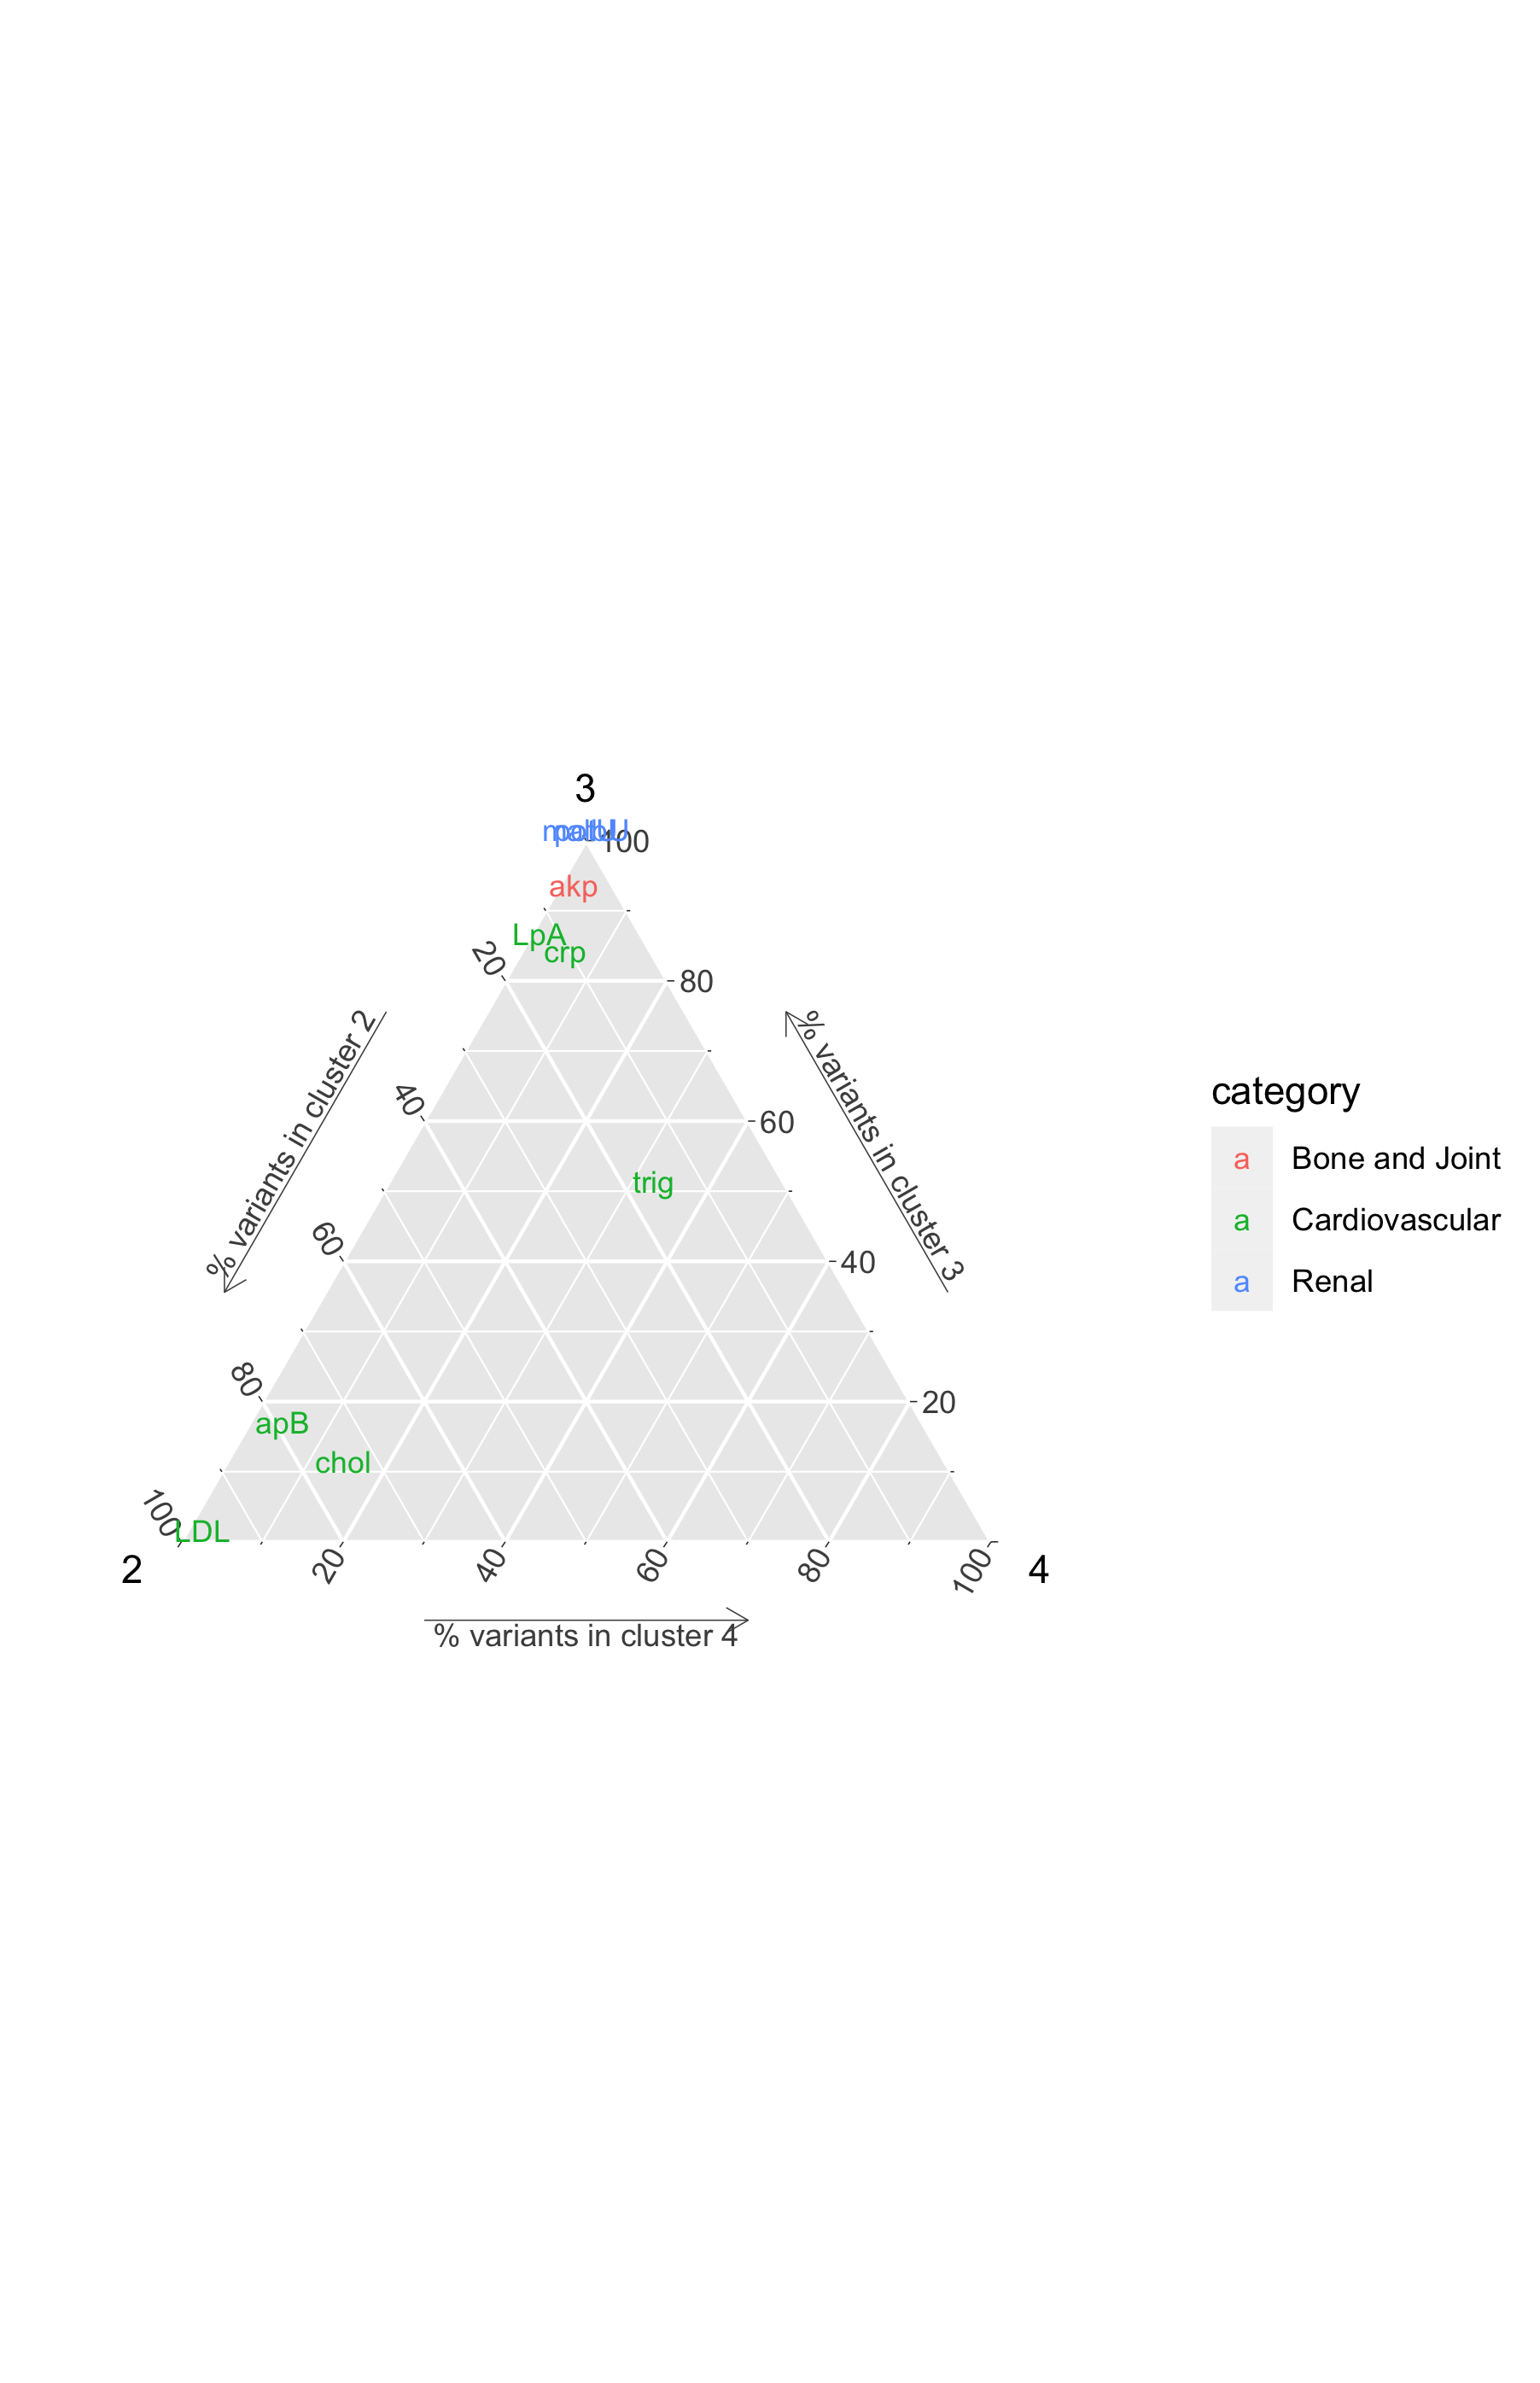 3
100
akp
LpA
crp
20
80
% variants in cluster 2
% variants in cluster 3
40
60
trig
60
40
80
20
apB
chol
100
LDL
2
20
40
60
80
100
4
% variants in cluster 4
category
a Bone and Joint
a Cardiovascular
a Renal